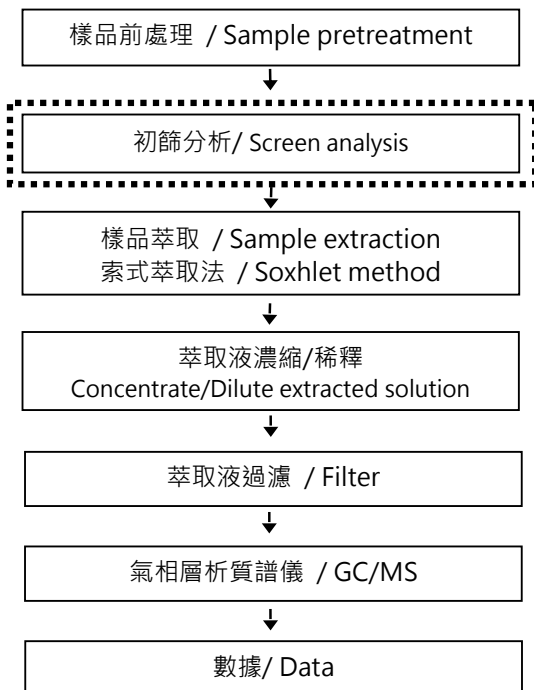 樣品前處理 / Sample pretreatment
初篩分析/ Screen analysis
樣品萃取 / Sample extraction
索式萃取法 / Soxhlet method
萃取液濃縮/稀釋
Concentrate/Dilute extracted solution
萃取液過濾 / Filter
氣相層析質譜儀 / GC/MS
數據/ Data